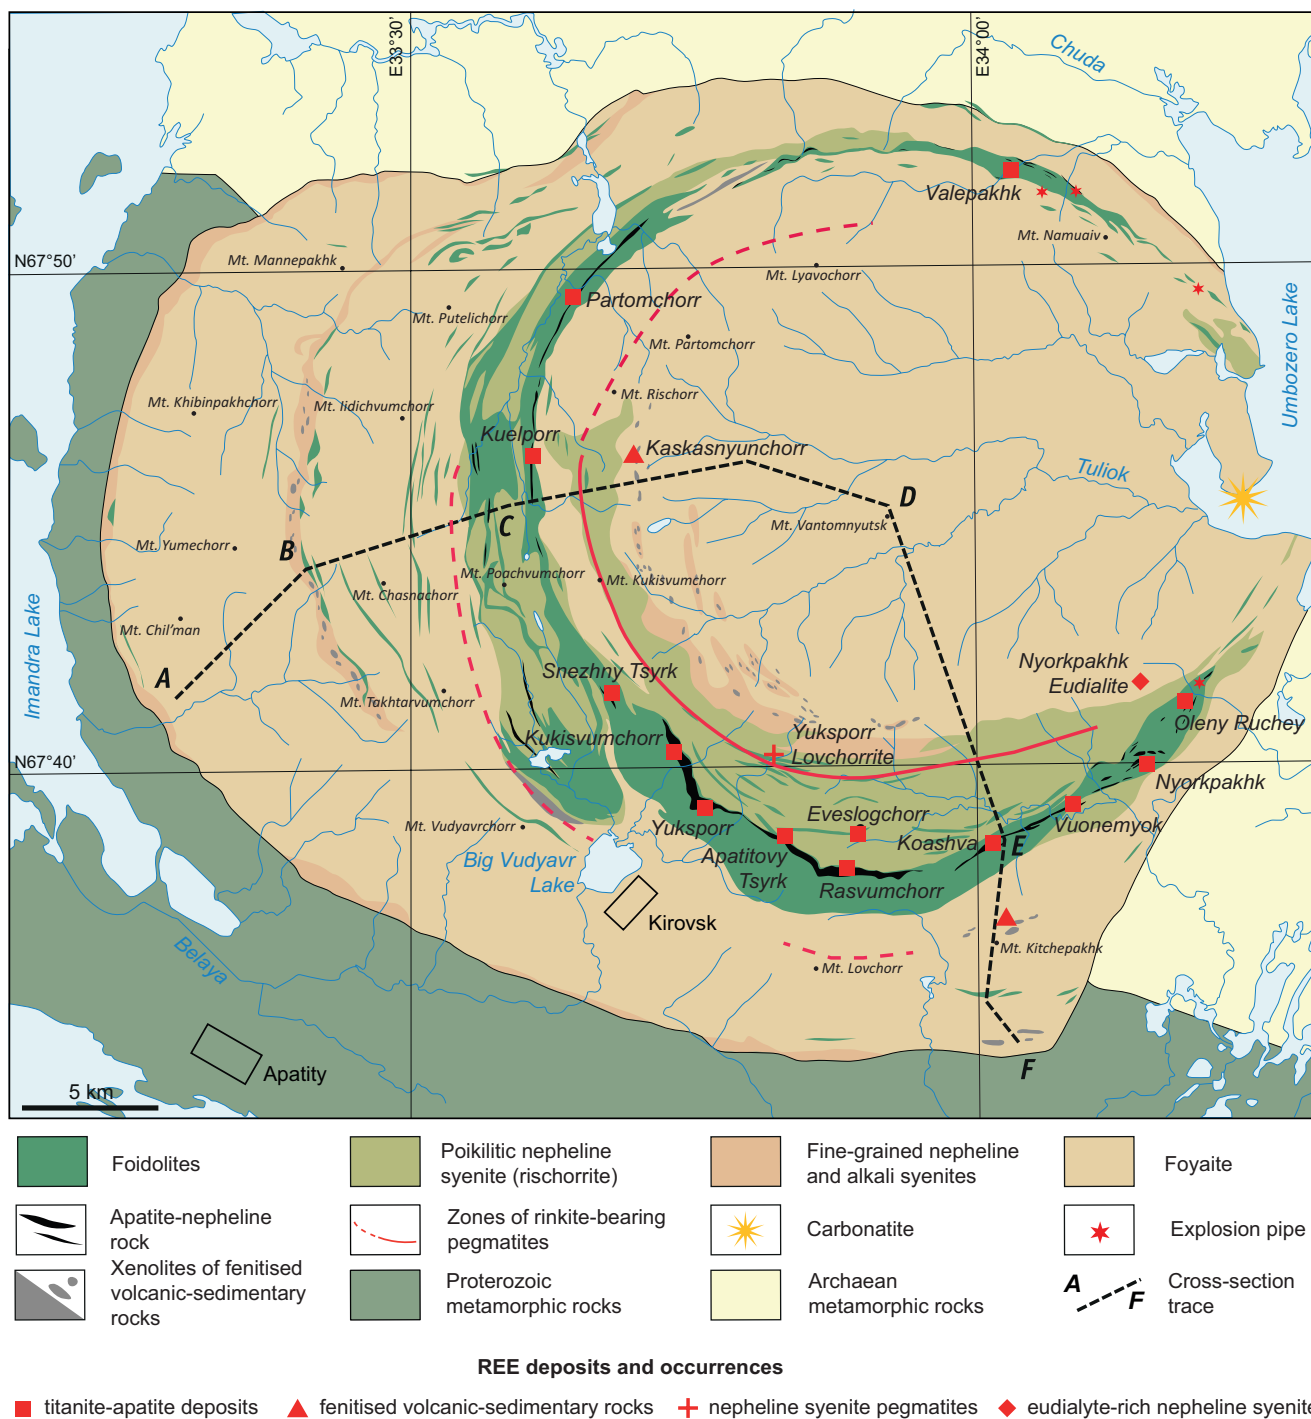 E33°30'
E34°00'
Chuda
Valepakhk
Mt. Namuaiv
N67°50'
Mt. Mannepakhk
Mt. Lyavochorr
Partomchorr
Mt. Putelichorr
Mt. Partomchorr
Umbozero Lake
Mt. Rischorr
Mt. Khibinpakhchorr
Mt. Iidichvumchorr
Kuelporr
Kaskasnyunchorr
Tuliok
D
C
Mt. Vantomnyutsk
Mt. Yumechorr
B
Mt. Poachvumchorr
Mt. Kukisvumchorr
Mt. Chasnachorr
Mt. Chil'man
Imandra Lake
A
Snezhny Tsyrk
Nyorkpakhk
Eudialite
Mt. Takhtarvumchorr
Oleny Ruchey
Kukisvumchorr
Yuksporr
Lovchorrite
N67°40'
Nyorkpakhk
Mt. Vudyavrchorr
Yuksporr
Eveslogchorr
Vuonemyok
Koashva
E
Big Vudyavr
Lake
Apatitovy
Tsyrk
Rasvumchorr
Kirovsk
Mt. Kitchepakhk
Belaya
Mt. Lovchorr
F
Apatity
5 km
Foidolites
Poikilitic nepheline
syenite (rischorrite)
Fine-grained nepheline
and alkali syenites
Foyaite
Apatite-nepheline
rock
Zones of rinkite-bearing
pegmatites
Carbonatite
Explosion pipe
Xenolites of fenitised
volcanic-sedimentary
rocks
Proterozoic
metamorphic rocks
Archaean
metamorphic rocks
A F
Cross-section
trace
REE deposits and occurrences
titanite-apatite deposits
fenitised volcanic-sedimentary rocks
nepheline syenite pegmatites
eudialyte-rich nepheline syenite